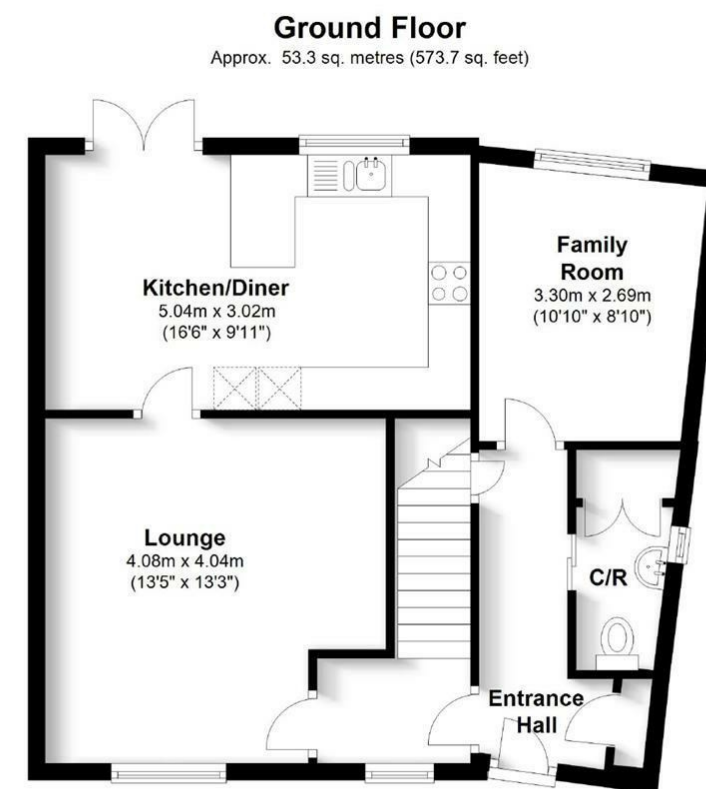 Ground Floor
Approx.  53.3 sq. metres (573.7 sq. feet)
Kitchen/Diner
5.04m x 3.02m
(16'6" x 9'11")
Family
Room
3.30m x 2.69m
(10'10" x 8'10")
Lounge
4.08m x 4.04m
(13'5" x 13'3")
C/R
Entrance
Hall